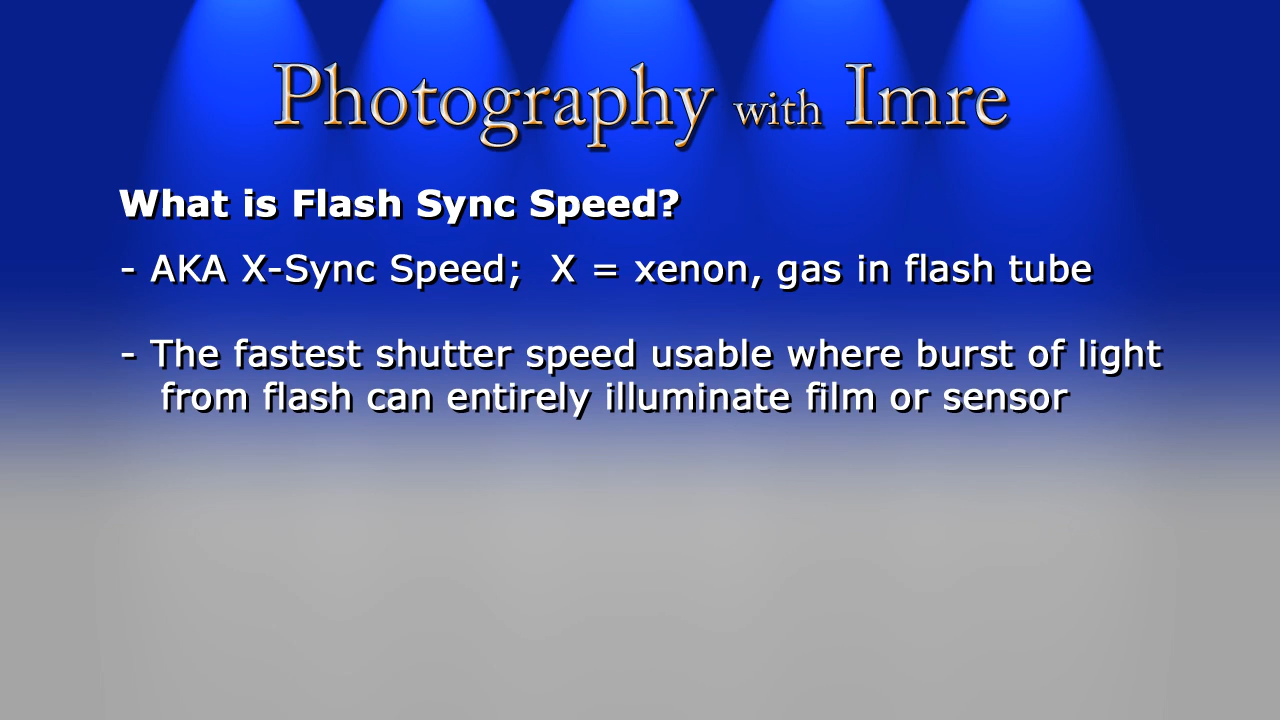 Photography with Imre
What is Flash Sync Speed?
- AKA X-Sync Speed;  X = xenon, gas in flash tube
- The fastest shutter speed usable where burst of light
from flash can entirely illuminate film or sensor